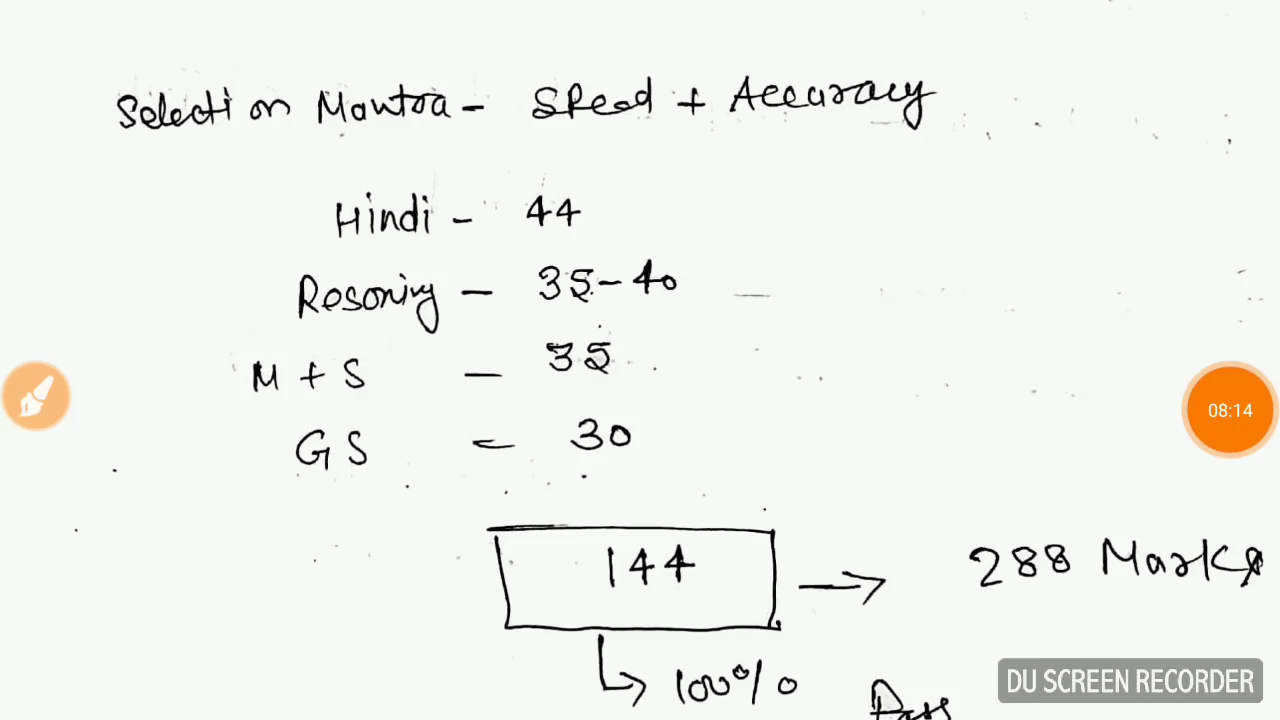 Selection Mantra - Speed + Accuracy
Hindi - 44
Resoning - 35-40
M + S - 35
GS = 30
144 → 288 Marks
↳ 100% Pass
08:14
DU SCREEN RECORDER